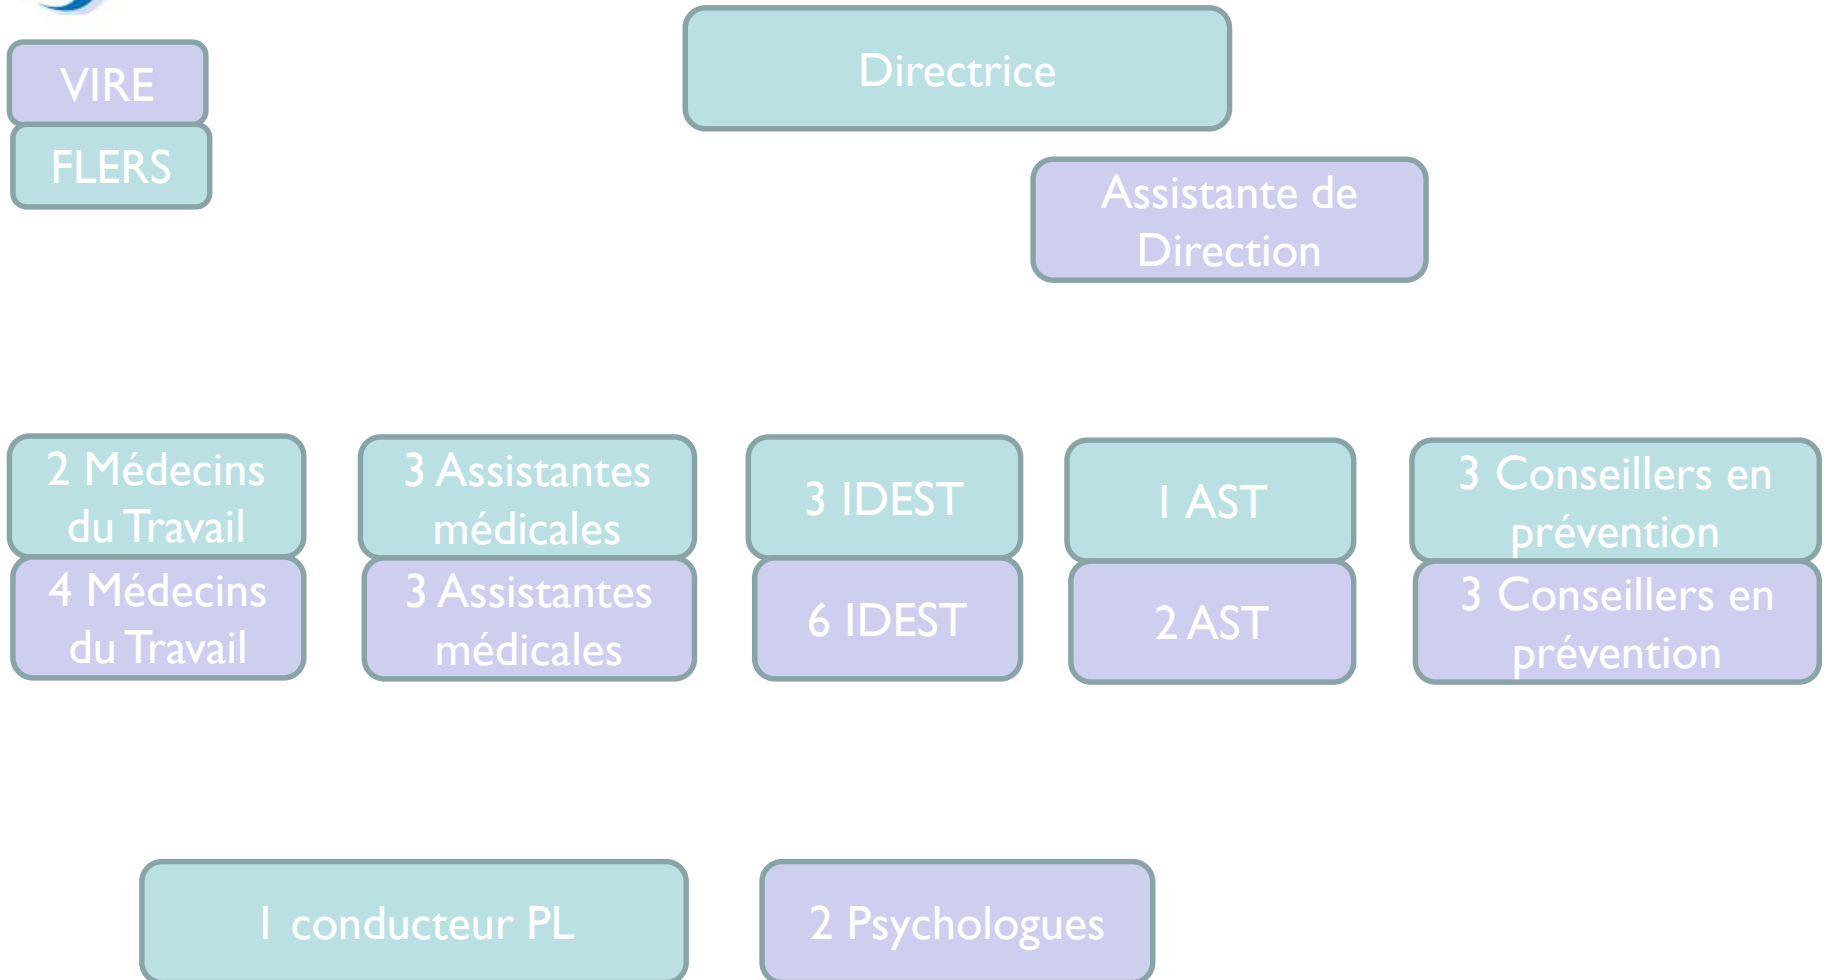 VIRE
FLERS
Directrice
Assistante de
Direction
2 Médecins
du Travail
4 Médecins
du Travail
3 Assistantes
médicales
3 Assistantes
médicales
3 IDEST
6 IDEST
1 AST
2 AST
3 Conseillers en
prévention
3 Conseillers en
prévention
1 conducteur PL
2 Psychologues